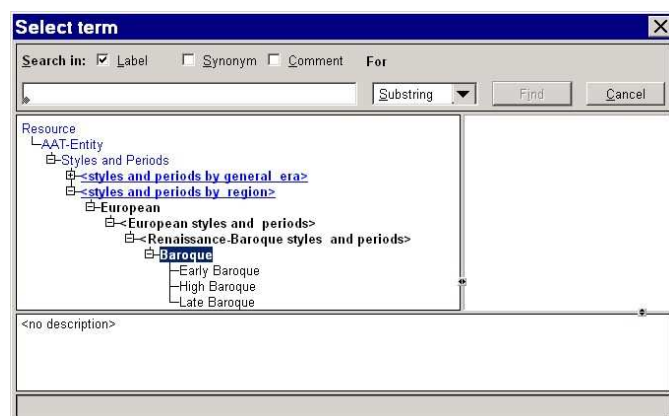 Select term
Search in: Label Synonym Comment For
Substring Find Cancel
Resource
AAT-Entity
Styles and Periods
<styles and periods by general era>
<styles and periods by region>
European
<European styles and periods>
<Renaissance-Baroque styles and periods>
Baroque
Early Baroque
High Baroque
Late Baroque
<no description>